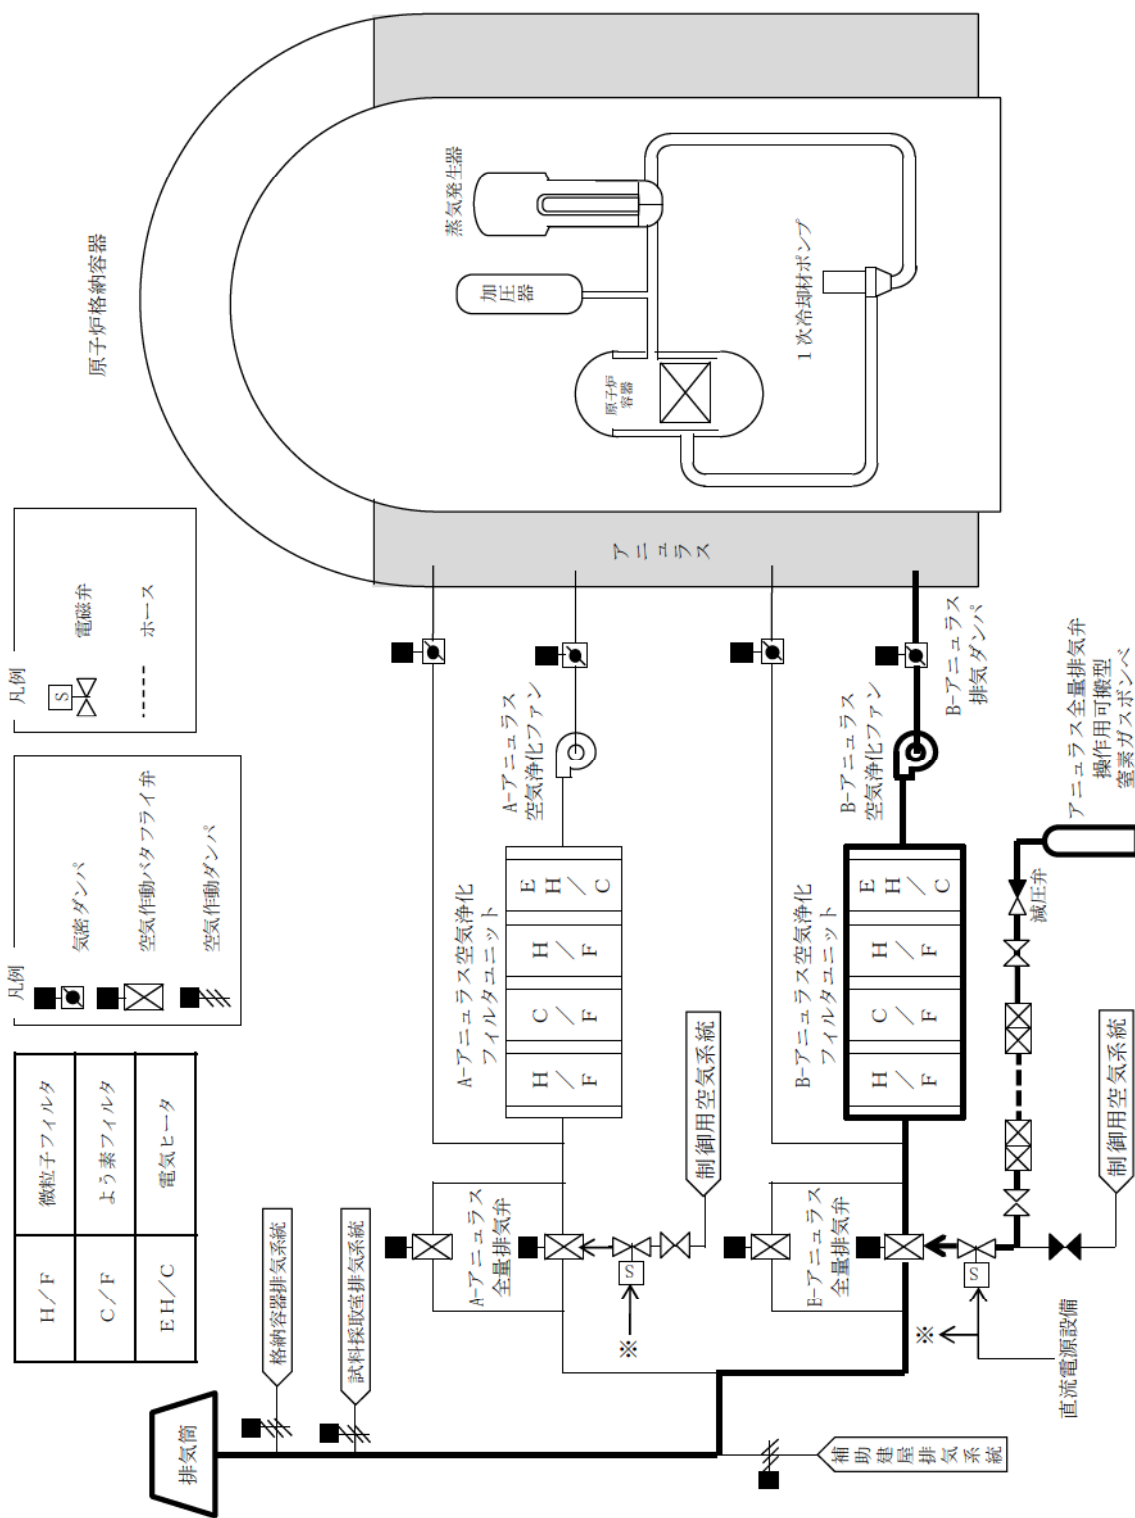 H/F
微粒子フィルタ
C/F
よう素フィルタ
EH/C
電気ヒータ
凡例
気密ダンパ
空気作動バタフライ弁
空気作動ダンパ
凡例
S
電磁弁
ホース
原子炉格納容器
蒸気発生器
加圧器
原子炉
容器
1次冷却材ポンプ
アニュラス
排気筒
格納容器排気系統
試料採取室排気系統
補助建屋排気系統
A-アニュラス
全量排気弁
S
※
制御用空気系統
A-アニュラス空気浄化
フィルタユニット
H/F
C/F
H/F
EH/C
A-アニュラス
空気浄化ファン
B-アニュラス
全量排気弁
S
※
直流電源設備
制御用空気系統
B-アニュラス空気浄化
フィルタユニット
H/F
C/F
H/F
EH/C
B-アニュラス
空気浄化ファン
B-アニュラス
排気ダンパ
減圧弁
アニュラス全量排気弁
操作用可搬型
窒素ガスボンベ